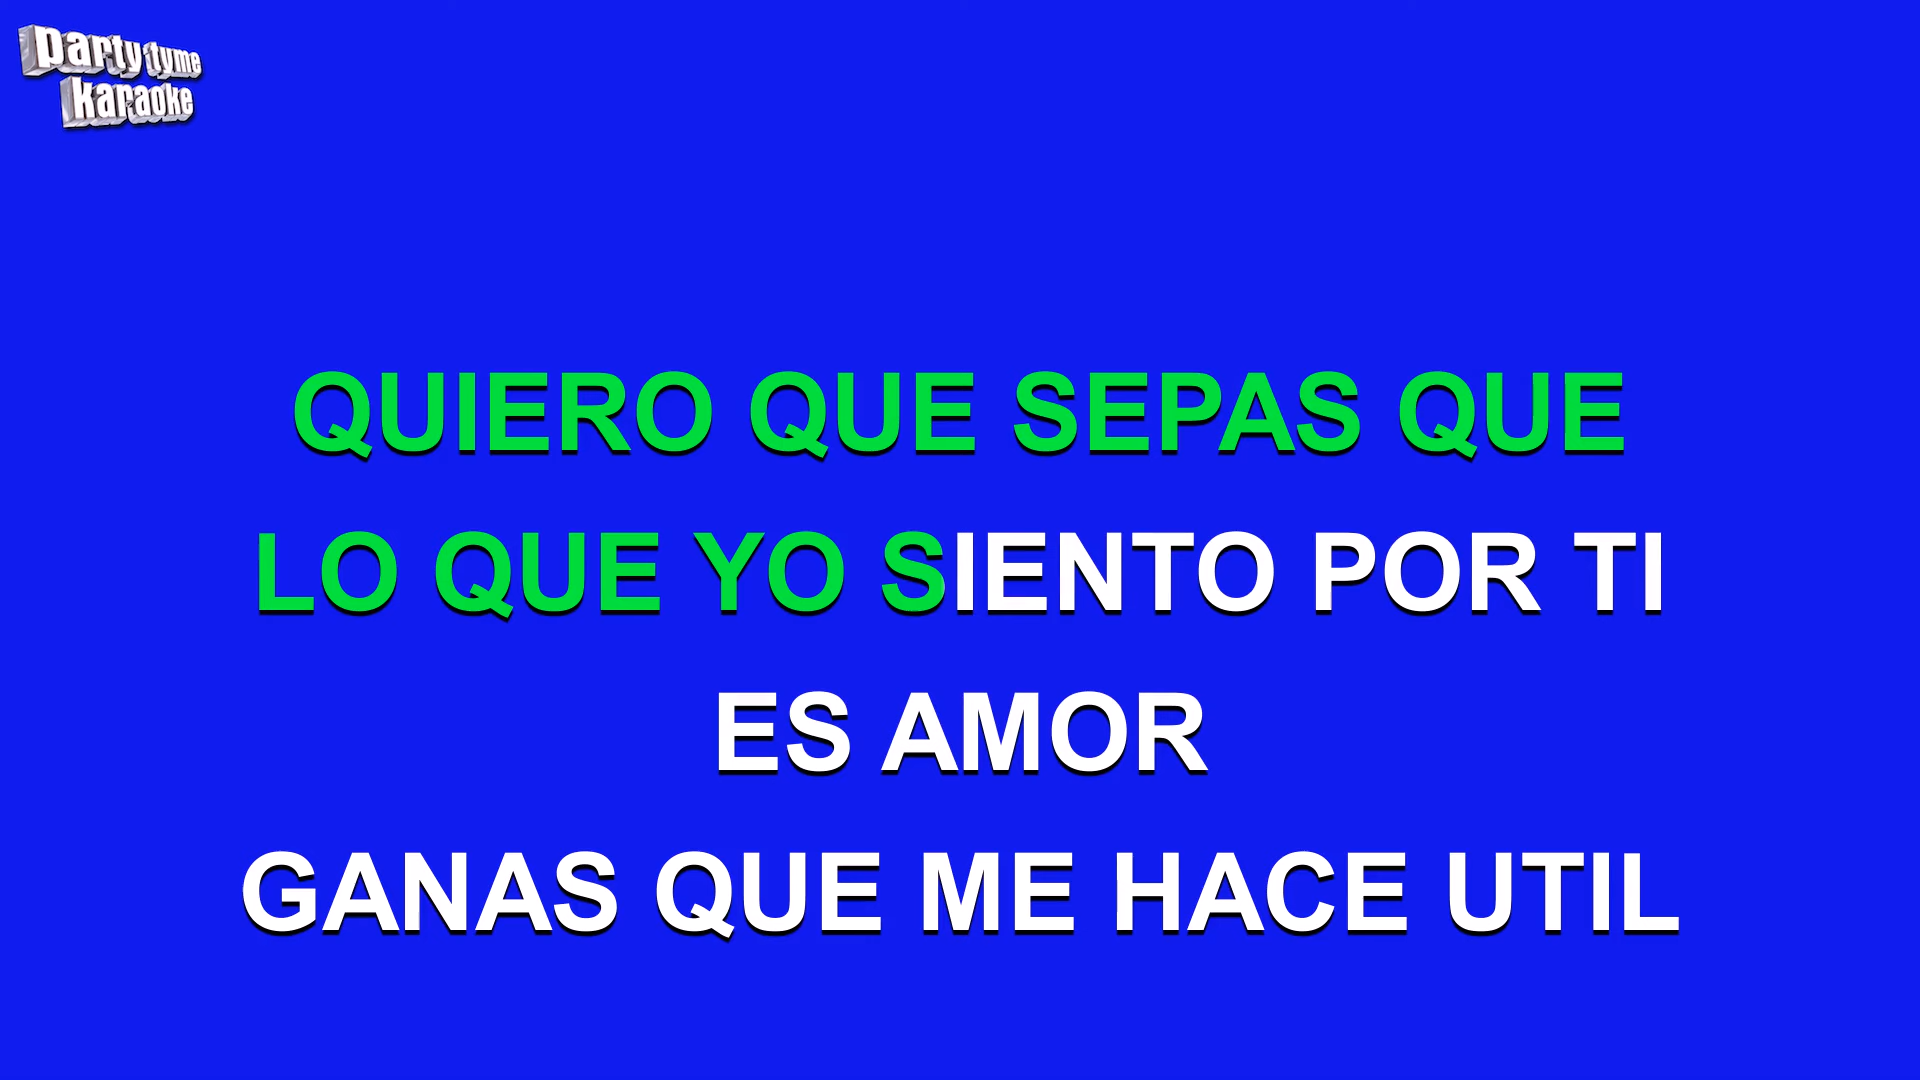 party tyme
karaoke
QUIERO QUE SEPAS QUE
LO QUE YO SIENTO POR TI
ES AMOR
GANAS QUE ME HACE UTIL